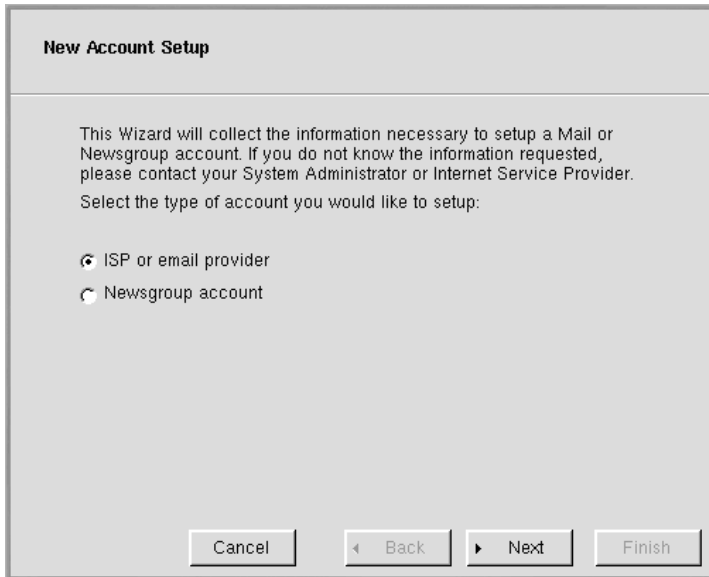 New Account Setup
This Wizard will collect the information necessary to setup a Mail or
Newsgroup account. If you do not know the information requested,
please contact your System Administrator or Internet Service Provider.
Select the type of account you would like to setup:
ISP or email provider
Newsgroup account
Cancel Back Next Finish